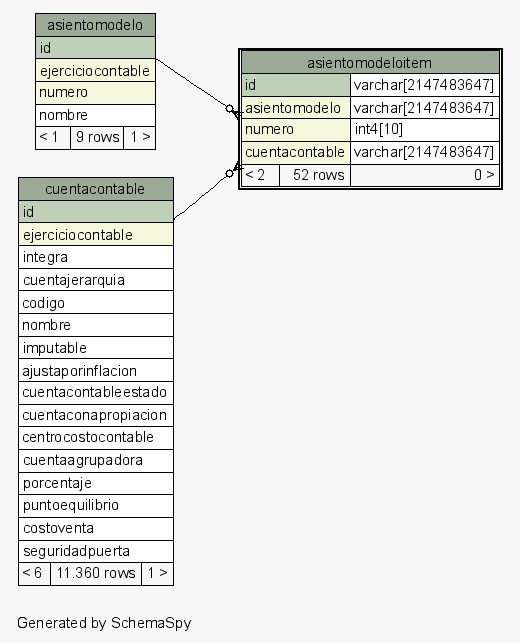 asientomodelo
id
ejerciciocontable
numero
nombre
< 1 9 rows 1 >
asientomodeloitem
id varchar[2147483647]
asientomodelo varchar[2147483647]
numero int4[10]
cuentacontable varchar[2147483647]
< 2 52 rows 0 >
cuentacontable
id
ejerciciocontable
integra
cuentajerarquia
codigo
nombre
imputable
ajustaporinflacion
cuentacontableestado
cuentaconapropiacion
centrocostocontable
cuentaagrupadora
porcentaje
puntoequilibrio
costoventa
seguridadpuerta
< 6 11.360 rows 1 >
Generated by SchemaSpy